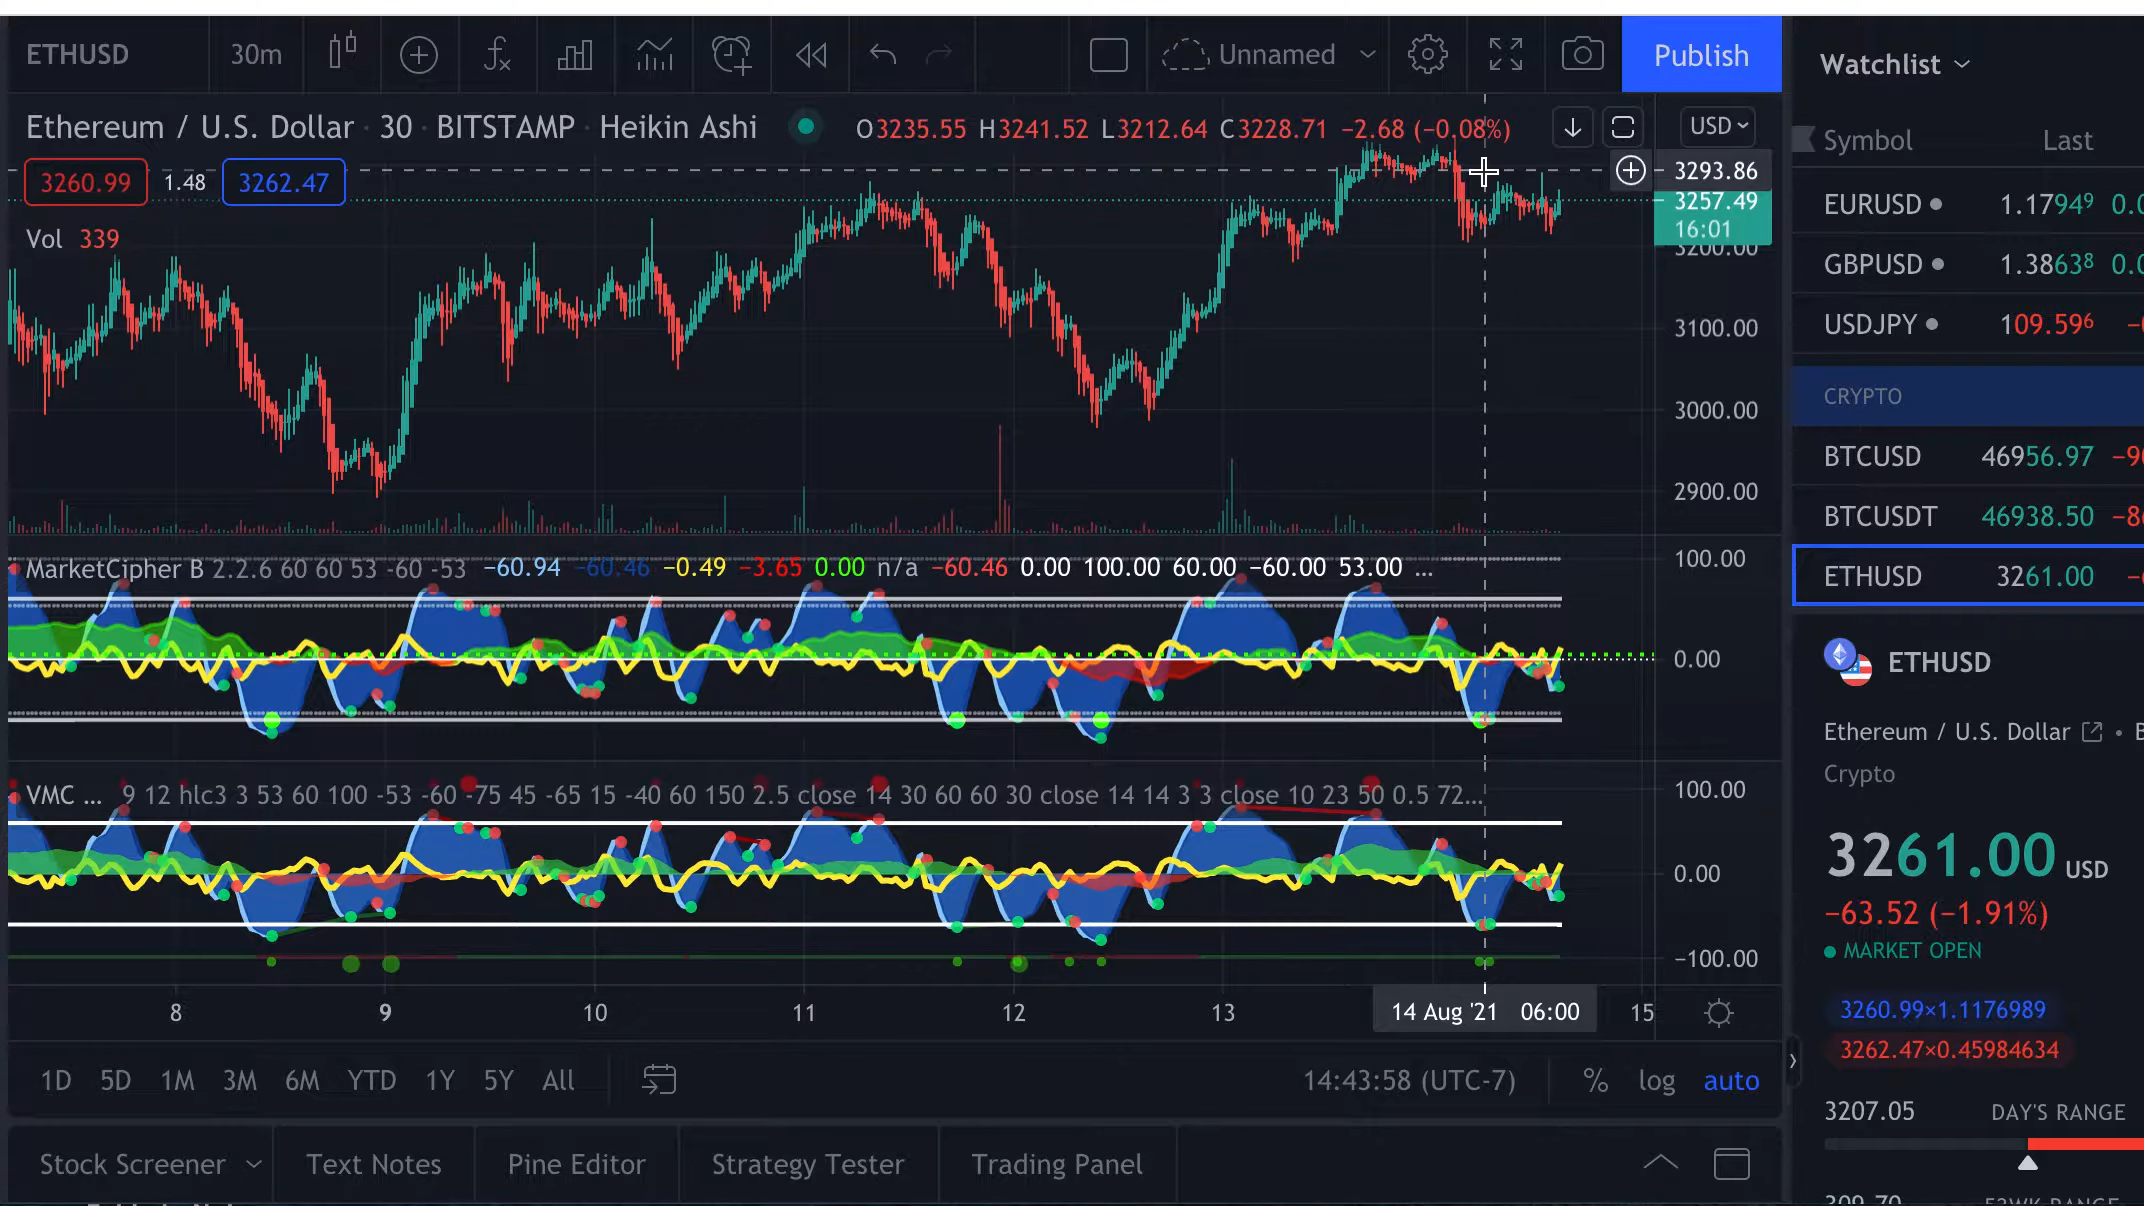 ETHUSD 30m Unnamed Publish
Ethereum / U.S. Dollar · 30 · BITSTAMP · Heikin Ashi O3235.55 H3241.52 L3212.64 C3228.71 −2.68 (−0.08%) USD
3260.99 1.48 3262.47
Vol 339
3293.86
3257.49
16:01
3200.00
3100.00
3000.00
2900.00
MarketCipher B 2.2.6 60 60 53 -60 -53 −60.94 −60.46 −0.49 −3.65 0.00 n/a −60.46 0.00 100.00 60.00 −60.00 53.00 ...
100.00
0.00
VMC ... 9 12 hlc3 3 53 60 100 -53 -60 -75 45 -65 15 -40 60 150 2.5 close 14 30 60 60 30 close 14 14 3 3 close 10 23 50 0.5 72...
100.00
0.00
−100.00
8 9 10 11 12 13 14 Aug '21 06:00 15
1D 5D 1M 3M 6M YTD 1Y 5Y All 14:43:58 (UTC-7) % log auto
Stock Screener Text Notes Pine Editor Strategy Tester Trading Panel
Watchlist
Symbol Last
EURUSD 1.17949 0.0
GBPUSD 1.38638 0.0
USDJPY 109.596
CRYPTO
BTCUSD 46956.97 −90
BTCUSDT 46938.50 −8
ETHUSD 3261.00
ETHUSD
Ethereum / U.S. Dollar
Crypto
3261.00 USD
−63.52 (−1.91%)
MARKET OPEN
3260.99×1.1176989
3262.47×0.45984634
3207.05 DAY'S RANGE